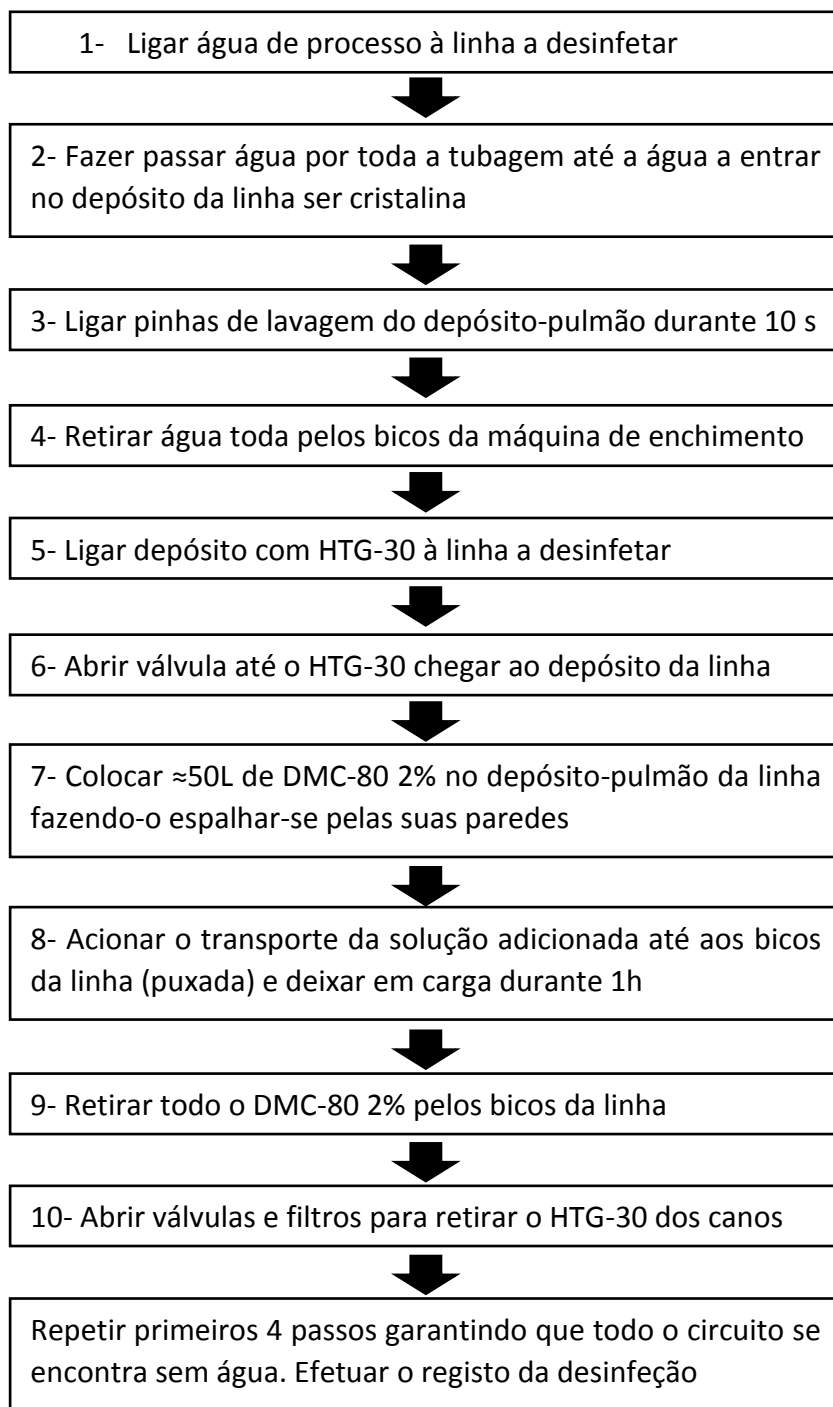 1- Ligar água de processo à linha a desinfetar
2- Fazer passar água por toda a tubagem até a água a entrar
no depósito da linha ser cristalina
3- Ligar pinhas de lavagem do depósito-pulmão durante 10 s
4- Retirar água toda pelos bicos da máquina de enchimento
5- Ligar depósito com HTG-30 à linha a desinfetar
6- Abrir válvula até o HTG-30 chegar ao depósito da linha
7- Colocar ≈50L de DMC-80 2% no depósito-pulmão da linha
fazendo-o espalhar-se pelas suas paredes
8- Acionar o transporte da solução adicionada até aos bicos
da linha (puxada) e deixar em carga durante 1h
9- Retirar todo o DMC-80 2% pelos bicos da linha
10- Abrir válvulas e filtros para retirar o HTG-30 dos canos
Repetir primeiros 4 passos garantindo que todo o circuito se
encontra sem água. Efetuar o registo da desinfeção